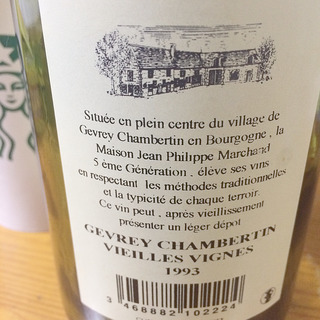 Située en plein centre du village de
Gevrey Chambertin en Bourgogne , la
Maison Jean Philippe Marchand
5 ème Génération , élève ses vins
en respectant les méthodes traditionnelles
et la typicité de chaque terroir.
Ce vin peut , après vieillissement
présenter un léger dépot
GEVREY CHAMBERTIN
VIEILLES VIGNES
1993
3 468882 102224